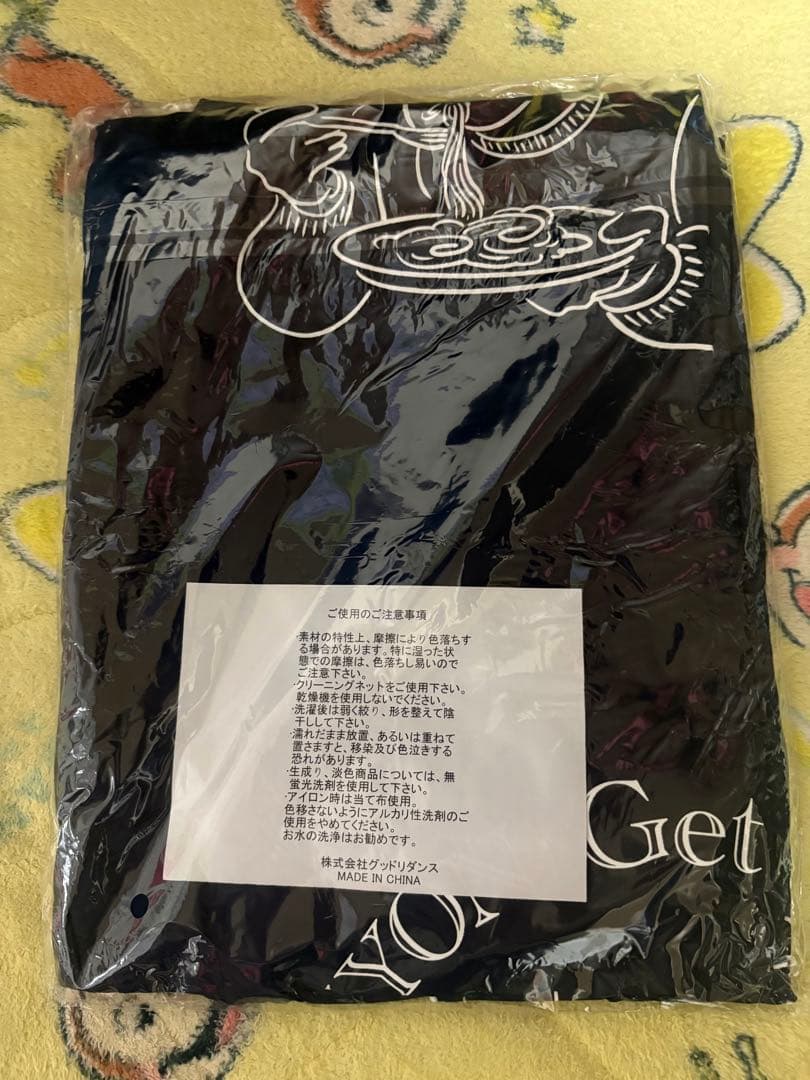 ご使用のご注意事項
・素材の特性上、摩擦により色落ちす
る場合があります。特に湿った状
態での摩擦は、色落ちし易いので
ご注意下さい。
・クリーニングネットをご使用下さい。
乾燥機を使用しないでください。
・洗濯後は弱く絞り、形を整えて陰
干しして下さい。
・濡れだまま放置、あるいは重ねて
置さますと、移染及び色泣きする
恐れがあります。
・生成り、淡色商品については、無
蛍光洗剤を使用して下さい。
・アイロン時は当て布使用。
色移さないようにアルカリ性洗剤のご
使用をやめてください。
お水の洗浄はお勧めです。
株式会社グッドリダンス
MADE IN CHINA
Get
YO